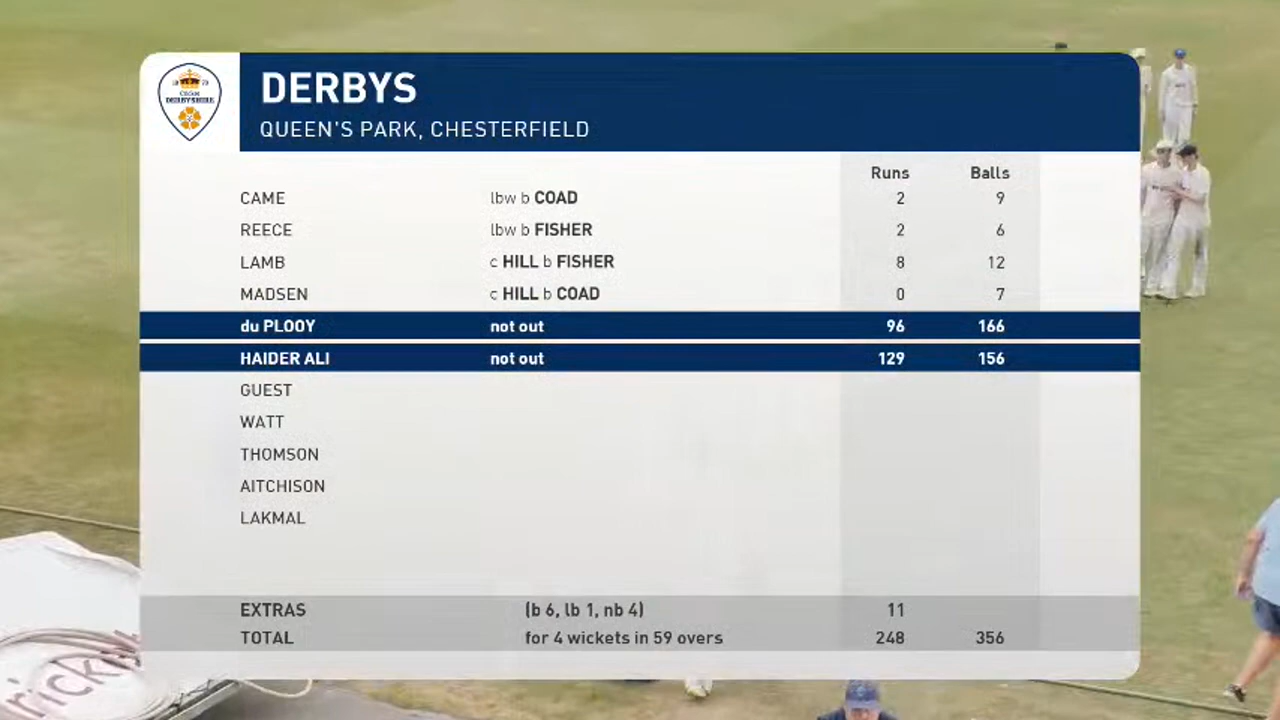 DERBYS
QUEEN'S PARK, CHESTERFIELD
DERBYSHIRE
Runs Balls
CAME lbw b COAD 2 9
REECE lbw b FISHER 2 6
LAMB c HILL b FISHER 8 12
MADSEN c HILL b COAD 0 7
du PLOOY not out 96 166
HAIDER ALI not out 129 156
GUEST
WATT
THOMSON
AITCHISON
LAKMAL
EXTRAS (b 6, lb 1, nb 4) 11
TOTAL for 4 wickets in 59 overs 248 356